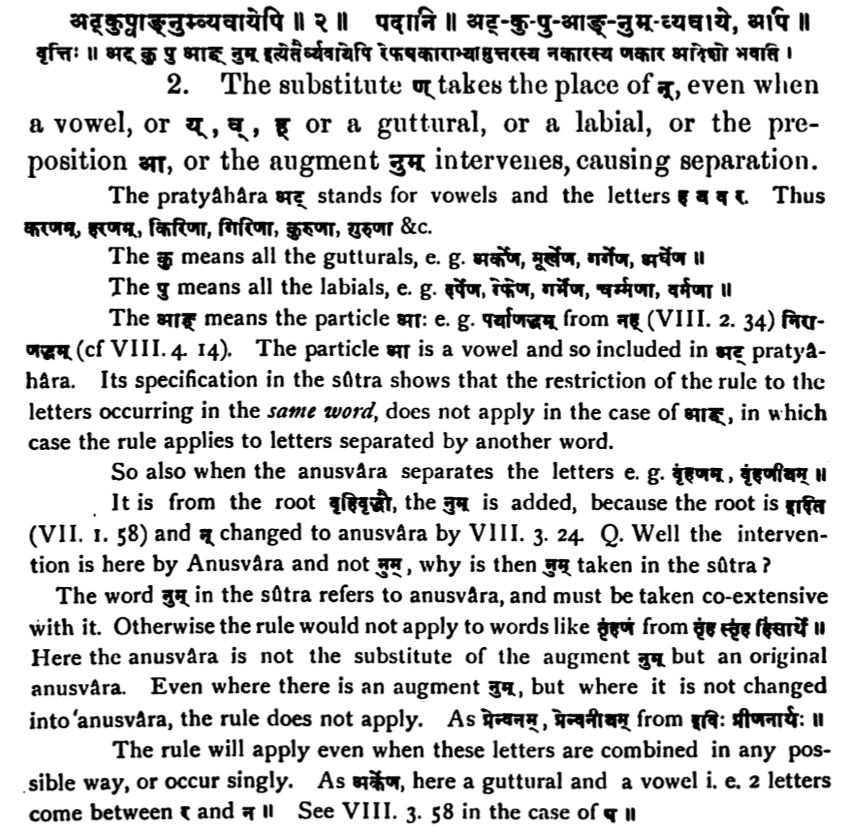 अट्कुप्वाङ्नुम्व्यवायेपि ॥ २ ॥ पदानि ॥ अट्-कु-पु-आङ्-नुम्-व्यवाये, अपि ॥
वृत्तिः ॥ अट् कु पु आङ् नुम् इत्येतैर्व्यवायेपि रेफषकाराभ्यामुत्तरस्य नकारस्य णकार आदेशो भवति ।
2. The substitute ण् takes the place of न्, even when
a vowel, or य्, व्, ह् or a guttural, or a labial, or the pre-
position आ, or the augment नुम् intervenes, causing separation.
The pratyâhâra अट् stands for vowels and the letters ह य व र. Thus
करणम्, हरणम्, किरिणा, गिरिणा, कुरुणा, गुरुणा &c.
The कु means all the gutturals, e. g. अर्केण, मूर्खेण, गर्गेण, अर्घेण ॥
The पु means all the labials, e. g. दर्पेण, रेफेण, गर्भेण, चर्म्मणा, वर्मणा ॥
The आङ् means the particle आ: e. g. पर्याणद्धम् from नह् (VIII. 2. 34) निरा-
णद्धम् (cf VIII. 4. 14). The particle आ is a vowel and so included in अट् pratyâ-
hâra. Its specification in the sûtra shows that the restriction of the rule to the
letters occurring in the same word, does not apply in the case of आङ्, in which
case the rule applies to letters separated by another word.
So also when the anusvâra separates the letters e. g. बृंहणम्, बृंहणीयम् ॥
It is from the root बृहिवृद्धौ, the नुम् is added, because the root is इदित
(VII. 1. 58) and न् changed to anusvâra by VIII. 3. 24. Q. Well the interven-
tion is here by Anusvâra and not नुम्, why is then नुम् taken in the sûtra?
The word नुम् in the sûtra refers to anusvâra, and must be taken co-extensive
with it. Otherwise the rule would not apply to words like तृंहणं from तृंह स्तृंह हिंसार्थे ॥
Here the anusvâra is not the substitute of the augment नुम् but an original
anusvâra. Even where there is an augment नुम्, but where it is not changed
into 'anusvâra, the rule does not apply. As प्रेन्वनम्, प्रेन्वनीयम् from इविः प्रीणनार्थः ॥
The rule will apply even when these letters are combined in any pos-
sible way, or occur singly. As अर्केण, here a guttural and a vowel i. e. 2 letters
come between र and न ॥ See VIII. 3. 58 in the case of ष ॥